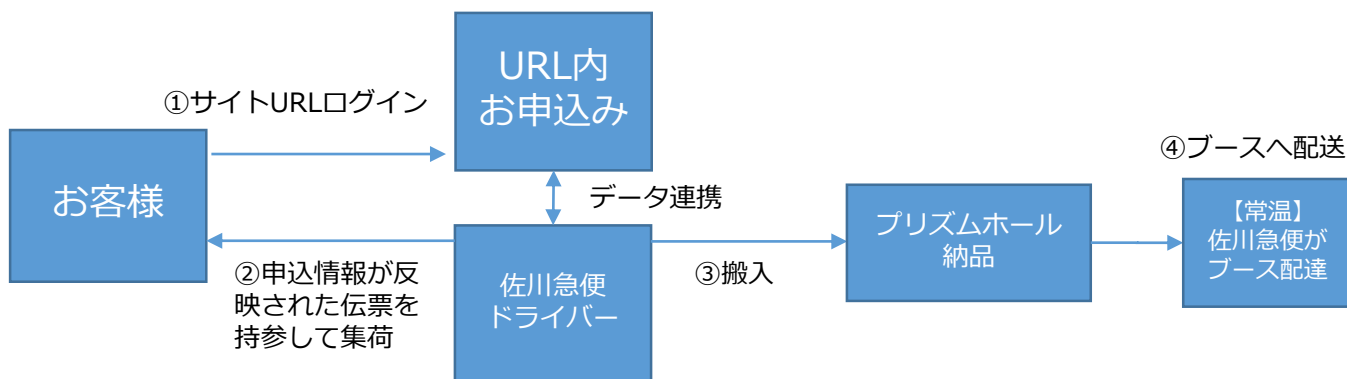 URL内
お申込み
①サイトURLログイン
お客様
データ連携
④ブースへ配送
②申込情報が反
映された伝票を
持参して集荷
佐川急便
ドライバー
③搬入
プリズムホール
納品
【常温】
佐川急便が
ブース配達